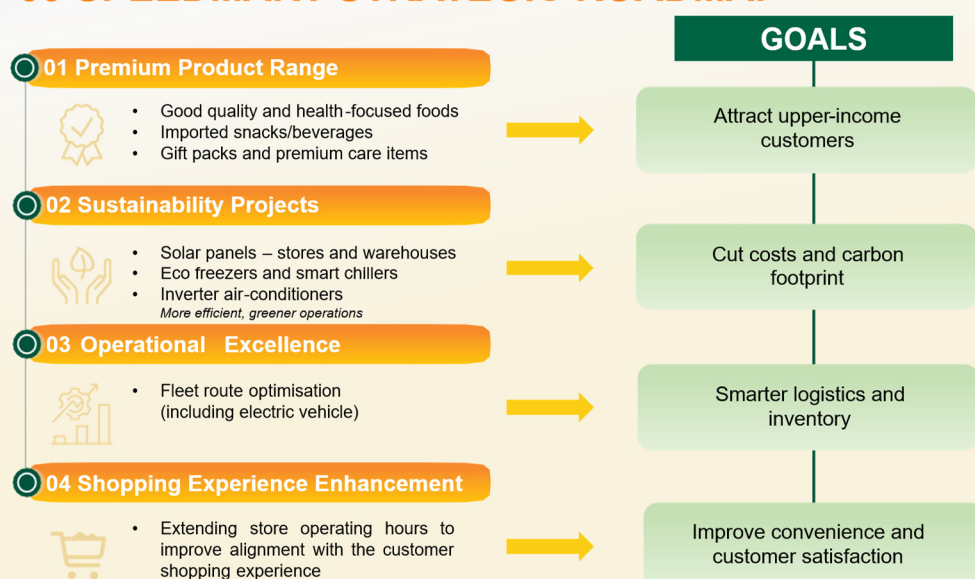 99 SPEEDMART STRATEGIC ROADMAP
GOALS
01 Premium Product Range
• Good quality and health-focused foods
• Imported snacks/beverages
• Gift packs and premium care items
Attract upper-income
customers
02 Sustainability Projects
• Solar panels – stores and warehouses
• Eco freezers and smart chillers
• Inverter air-conditioners
More efficient, greener operations
Cut costs and carbon
footprint
03 Operational Excellence
• Fleet route optimisation
(including electric vehicle)
Smarter logistics and
inventory
04 Shopping Experience Enhancement
• Extending store operating hours to
improve alignment with the customer
shopping experience
Improve convenience and
customer satisfaction